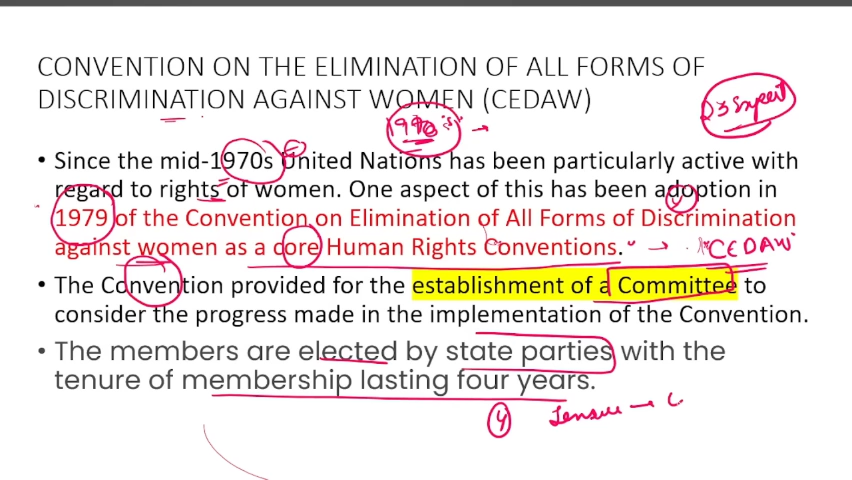 CONVENTION ON THE ELIMINATION OF ALL FORMS OF
DISCRIMINATION AGAINST WOMEN (CEDAW)
23 Expert
1970's
• Since the mid-1970s United Nations has been particularly active with
regard to rights of women. One aspect of this has been adoption in
1979 of the Convention on Elimination of All Forms of Discrimination
against women as a core Human Rights Conventions.
CEDAW
• The Convention provided for the establishment of a Committee to
consider the progress made in the implementation of the Convention.
• The members are elected by state parties with the
tenure of membership lasting four years.
4 Tenure →